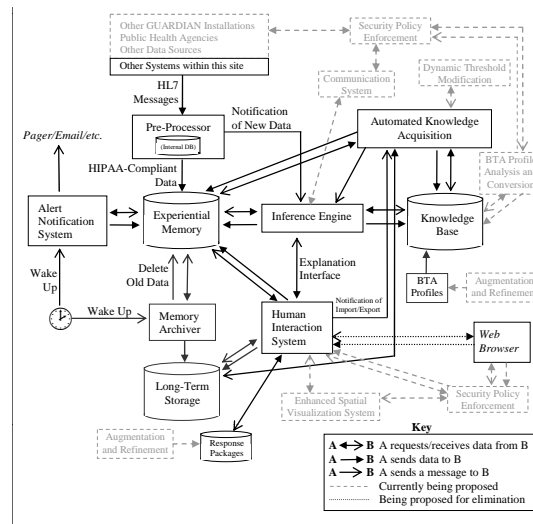 Other GUARDIAN Installations
Public Health Agencies
Other Data Sources
Other Systems within this site
Security Policy
Enforcement
Communication
System
Dynamic Threshold
Modification
HL7
Messages
Notification
of New Data
Pre-Processor
(Internal DB)
Automated Knowledge
Acquisition
Pager/Email/etc.
HIPAA-Compliant
Data
BTA Profile
Analysis and
Conversion
Alert
Notification
System
Experiential
Memory
Inference Engine
Knowledge
Base
Wake
Up
Delete
Old Data
Explanation
Interface
BTA
Profiles
Augmentation
and Refinement
Wake Up
Memory
Archiver
Human
Interaction
System
Notification of
Import/Export
Web
Browser
Long-Term
Storage
Enhanced Spatial
Visualization System
Security Policy
Enforcement
Augmentation
and Refinement
Response
Packages
Key
A B A requests/receives data from B
A B A sends data to B
A B A sends a message to B
Currently being proposed
Being proposed for elimination